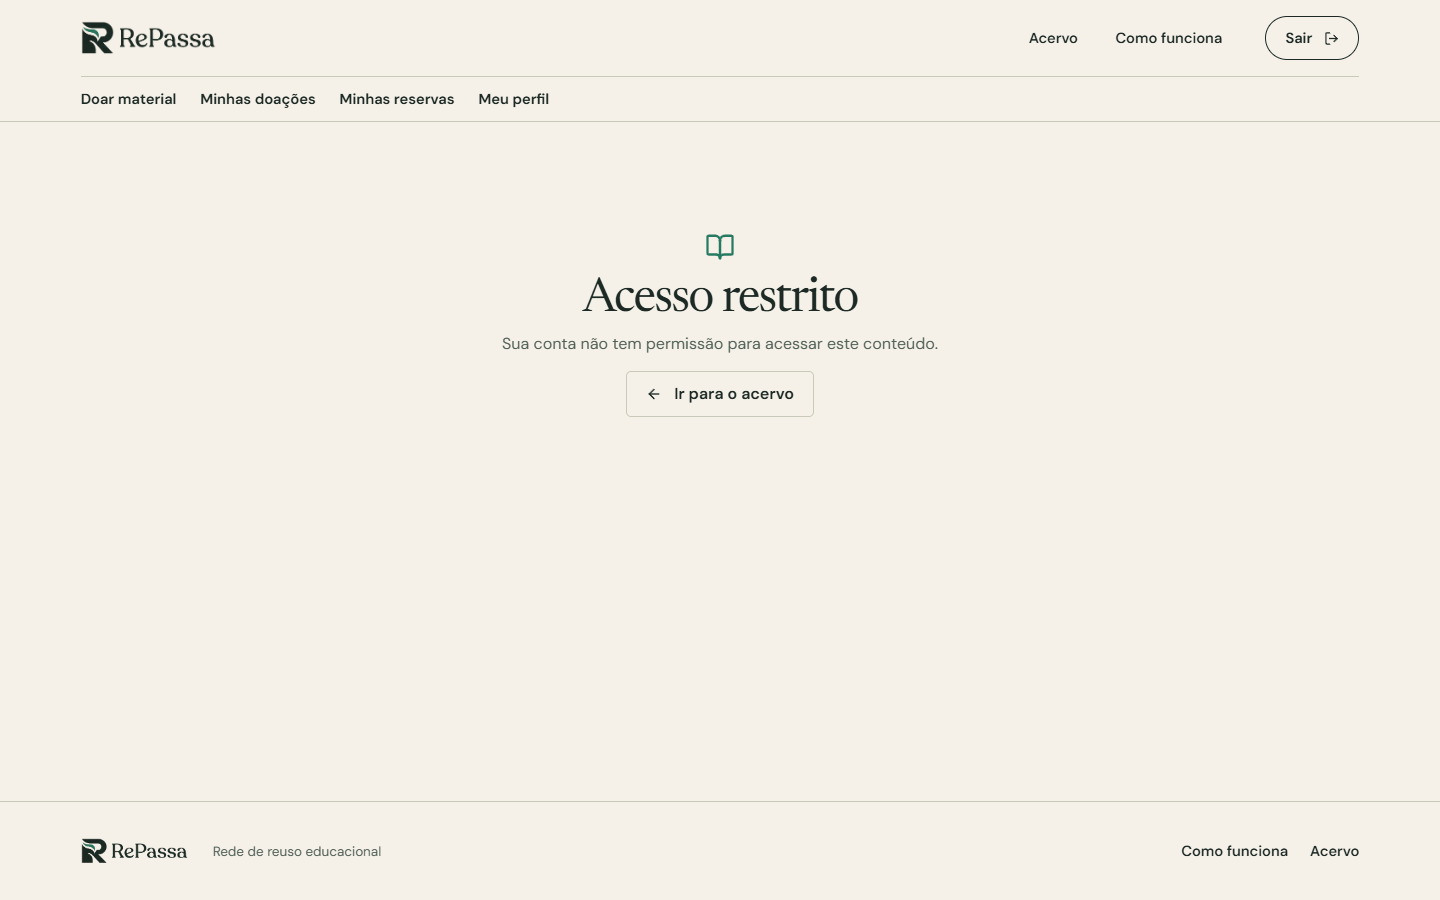 RePassa
Acervo
Como funciona
Sair
Doar material
Minhas doações
Minhas reservas
Meu perfil
Acesso restrito
Sua conta não tem permissão para acessar este conteúdo.
Ir para o acervo
RePassa
Rede de reuso educacional
Como funciona
Acervo